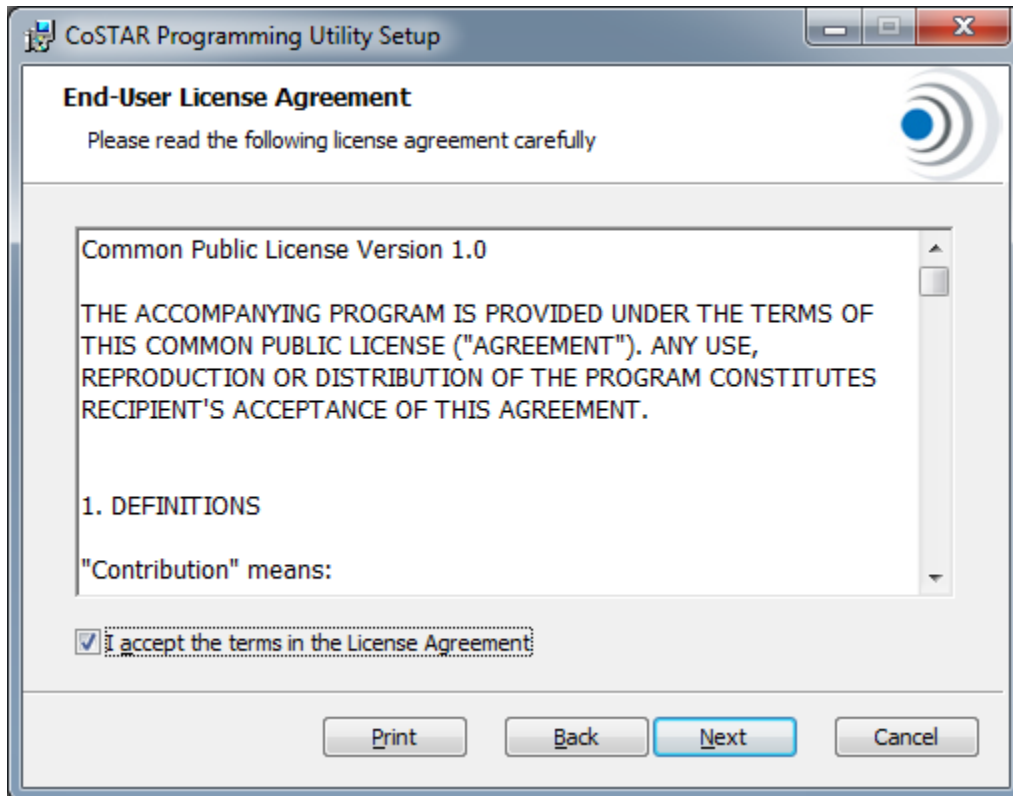 CoSTAR Programming Utility Setup
End-User License Agreement
Please read the following license agreement carefully
Common Public License Version 1.0
THE ACCOMPANYING PROGRAM IS PROVIDED UNDER THE TERMS OF
THIS COMMON PUBLIC LICENSE ("AGREEMENT"). ANY USE,
REPRODUCTION OR DISTRIBUTION OF THE PROGRAM CONSTITUTES
RECIPIENT'S ACCEPTANCE OF THIS AGREEMENT.
1. DEFINITIONS
"Contribution" means:
I accept the terms in the License Agreement
Print Back Next Cancel